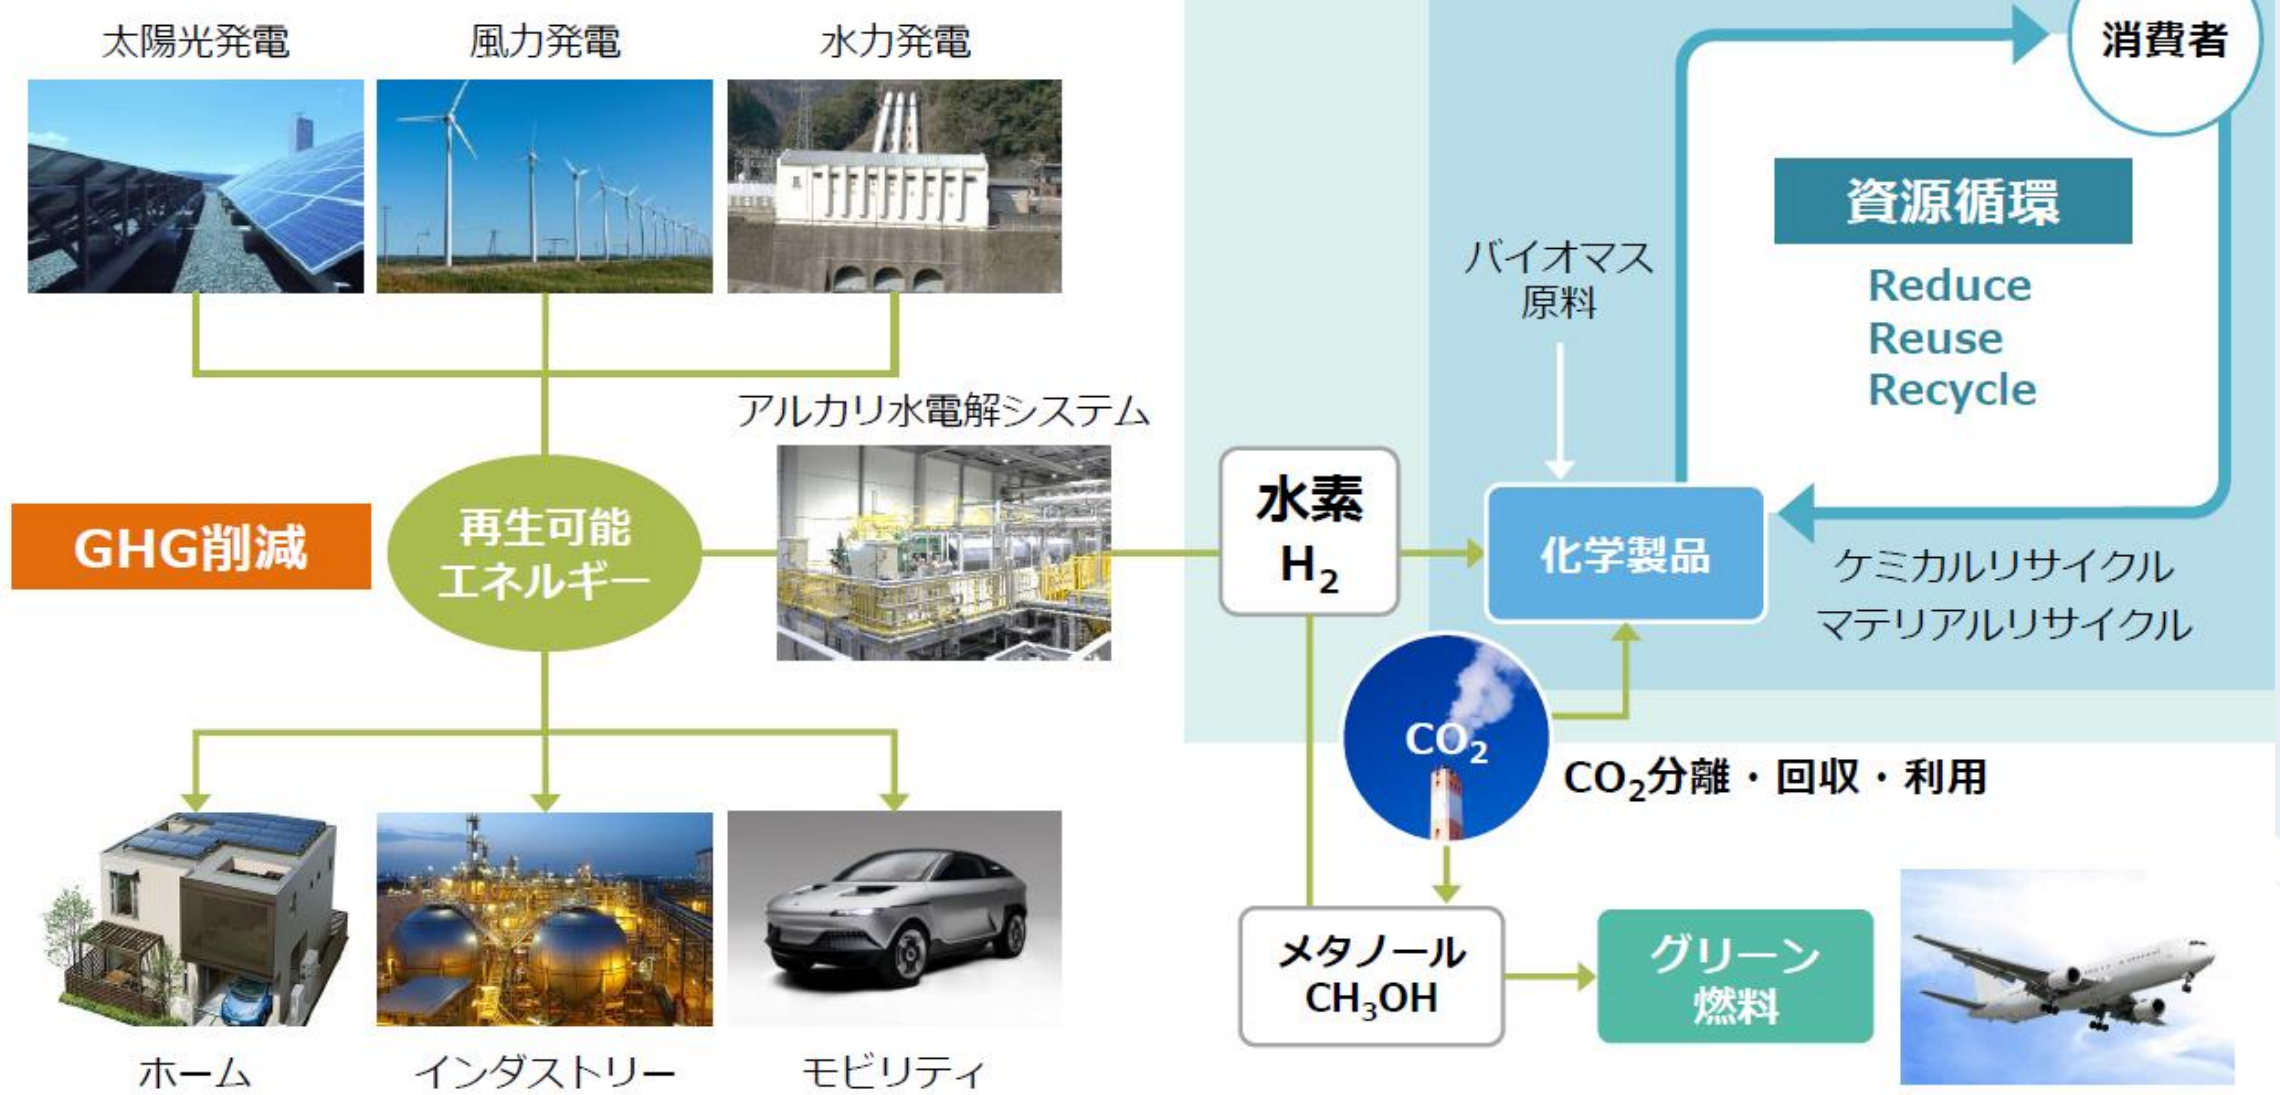 太陽光発電
風力発電
水力発電
消費者
資源循環
Reduce
Reuse
Recycle
バイオマス
原料
アルカリ水電解システム
GHG削減
再生可能
エネルギー
水素
H₂
化学製品
ケミカルリサイクル
マテリアルリサイクル
CO₂
CO₂分離・回収・利用
メタノール
CH₃OH
グリーン
燃料
ホーム
インダストリー
モビリティ